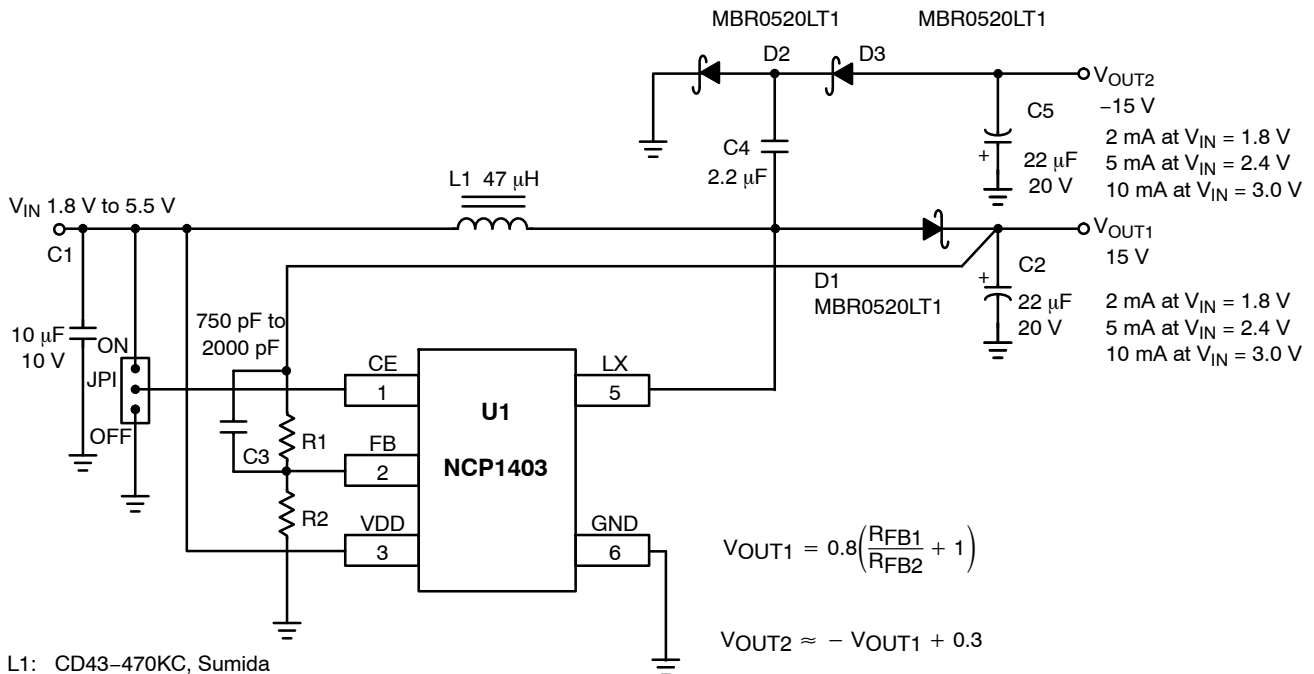 MBR0520LT1
MBR0520LT1
D2
D3
VOUT2
−15 V
C5
2 mA at VIN = 1.8 V
5 mA at VIN = 2.4 V
10 mA at VIN = 3.0 V
+
22 μF
20 V
C4
2.2 μF
L1 47 μH
VIN 1.8 V to 5.5 V
C1
VOUT1
15 V
D1
MBR0520LT1
C2
+
22 μF
20 V
2 mA at VIN = 1.8 V
5 mA at VIN = 2.4 V
10 mA at VIN = 3.0 V
750 pF to
2000 pF
10 μF
10 V
ON
JPI
OFF
CE
1
LX
5
U1
NCP1403
R1
C3
FB
2
R2
VDD
3
GND
6
VOUT1 = 0.8(RFB1/RFB2 + 1)
VOUT2 ≈ − VOUT1 + 0.3
L1: CD43−470KC, Sumida